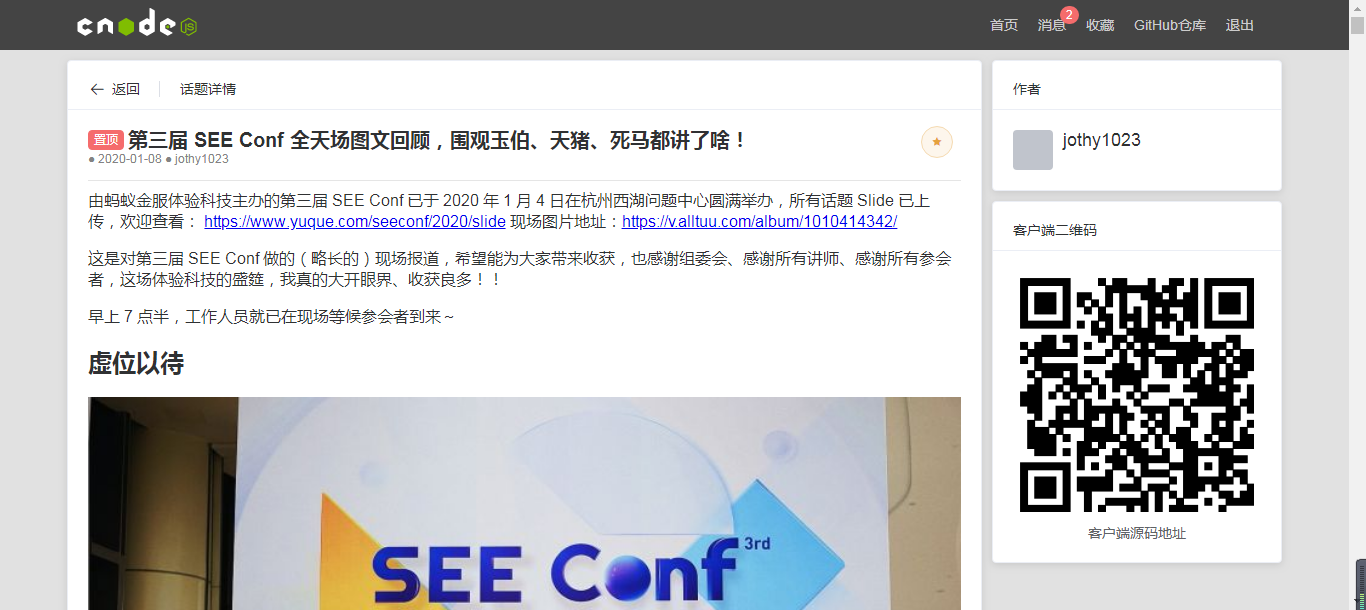 cnode JS
首页 消息 2 收藏 GitHub仓库 退出
← 返回 话题详情
置顶 第三届 SEE Conf 全天场图文回顾，围观玉伯、天猪、死马都讲了啥！
● 2020-01-08 ● jothy1023
由蚂蚁金服体验科技主办的第三届 SEE Conf 已于 2020 年 1 月 4 日在杭州西湖问题中心圆满举办，所有话题 Slide 已上
传，欢迎查看： https://www.yuque.com/seeconf/2020/slide 现场图片地址：https://v.alltuu.com/album/1010414342/
这是对第三届 SEE Conf 做的（略长的）现场报道，希望能为大家带来收获，也感谢组委会、感谢所有讲师、感谢所有参会
者，这场体验科技的盛筵，我真的大开眼界、收获良多！！
早上 7 点半，工作人员就已在现场等候参会者到来～
虚位以待
SEE Conf 3rd
作者
jothy1023
客户端二维码
客户端源码地址